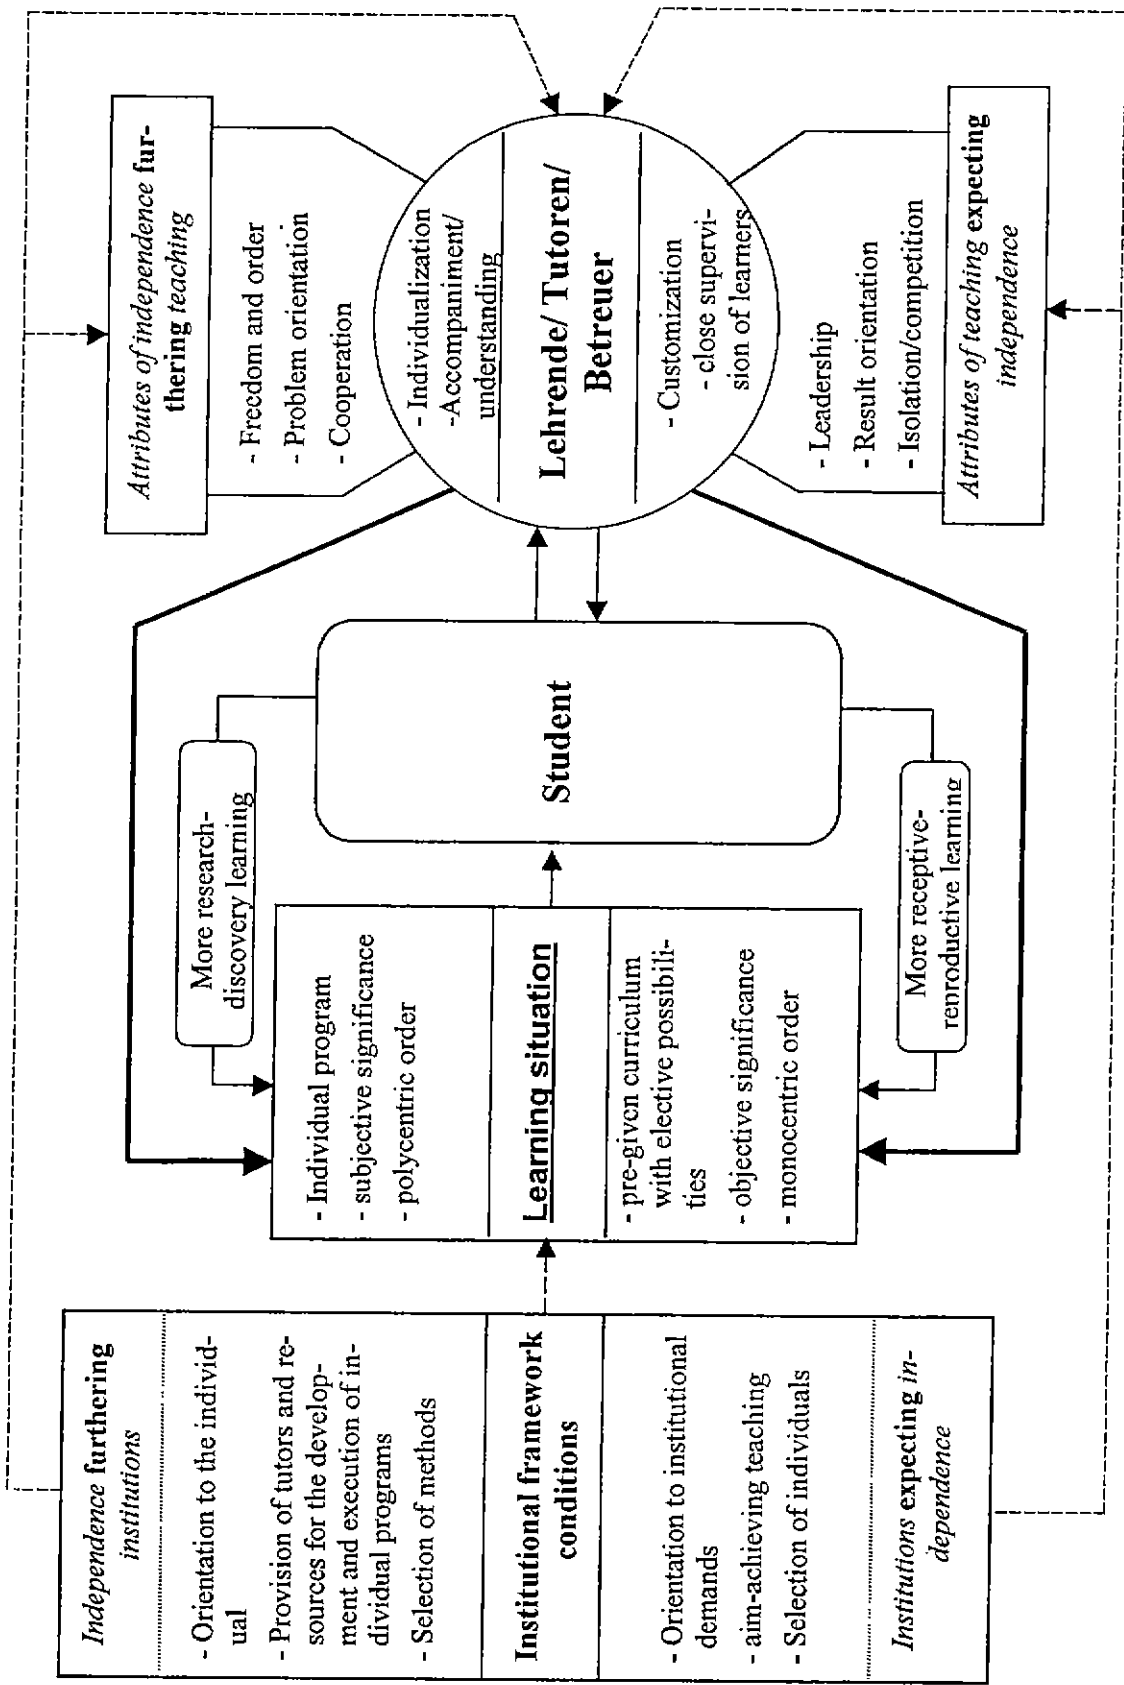 Independence furthering
institutions
- Orientation to the individ-
ual
- Provision of tutors and re-
sources for the develop-
ment and execution of in-
dividual programs
- Selection of methods
Institutional framework
conditions
- Orientation to institutional
demands
- aim-achieving teaching
- Selection of individuals
Institutions expecting in-
dependence
More research-
discovery learning
- Individual program
- subjective significance
- polycentric order
Learning situation
- pre-given curriculum
with elective possibili-
ties
- objective significance
- monocentric order
More receptive-
reproductive learning
Student
Attributes of independence fur-
thering teaching
- Freedom and order
- Problem orientation
- Cooperation
- Individualization
-Accompaniment/
understanding
Lehrende/ Tutoren/
Betreuer
- Customization
- close supervi-
sion of learners
- Leadership
- Result orientation
- Isolation/competition
Attributes of teaching expecting
independence